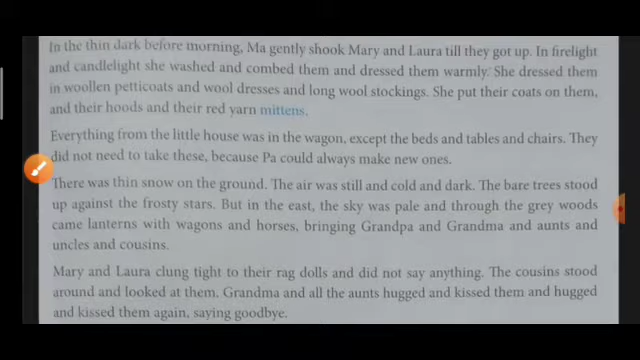 In the thin dark before morning, Ma gently shook Mary and Laura till they got up. In firelight
and candlelight she washed and combed them and dressed them warmly. She dressed them
in woollen petticoats and wool dresses and long wool stockings. She put their coats on them,
and their hoods and their red yarn mittens.
Everything from the little house was in the wagon, except the beds and tables and chairs. They
did not need to take these, because Pa could always make new ones.
There was thin snow on the ground. The air was still and cold and dark. The bare trees stood
up against the frosty stars. But in the east, the sky was pale and through the grey woods
came lanterns with wagons and horses, bringing Grandpa and Grandma and aunts and
uncles and cousins.
Mary and Laura clung tight to their rag dolls and did not say anything. The cousins stood
around and looked at them. Grandma and all the aunts hugged and kissed them and hugged
and kissed them again, saying goodbye.